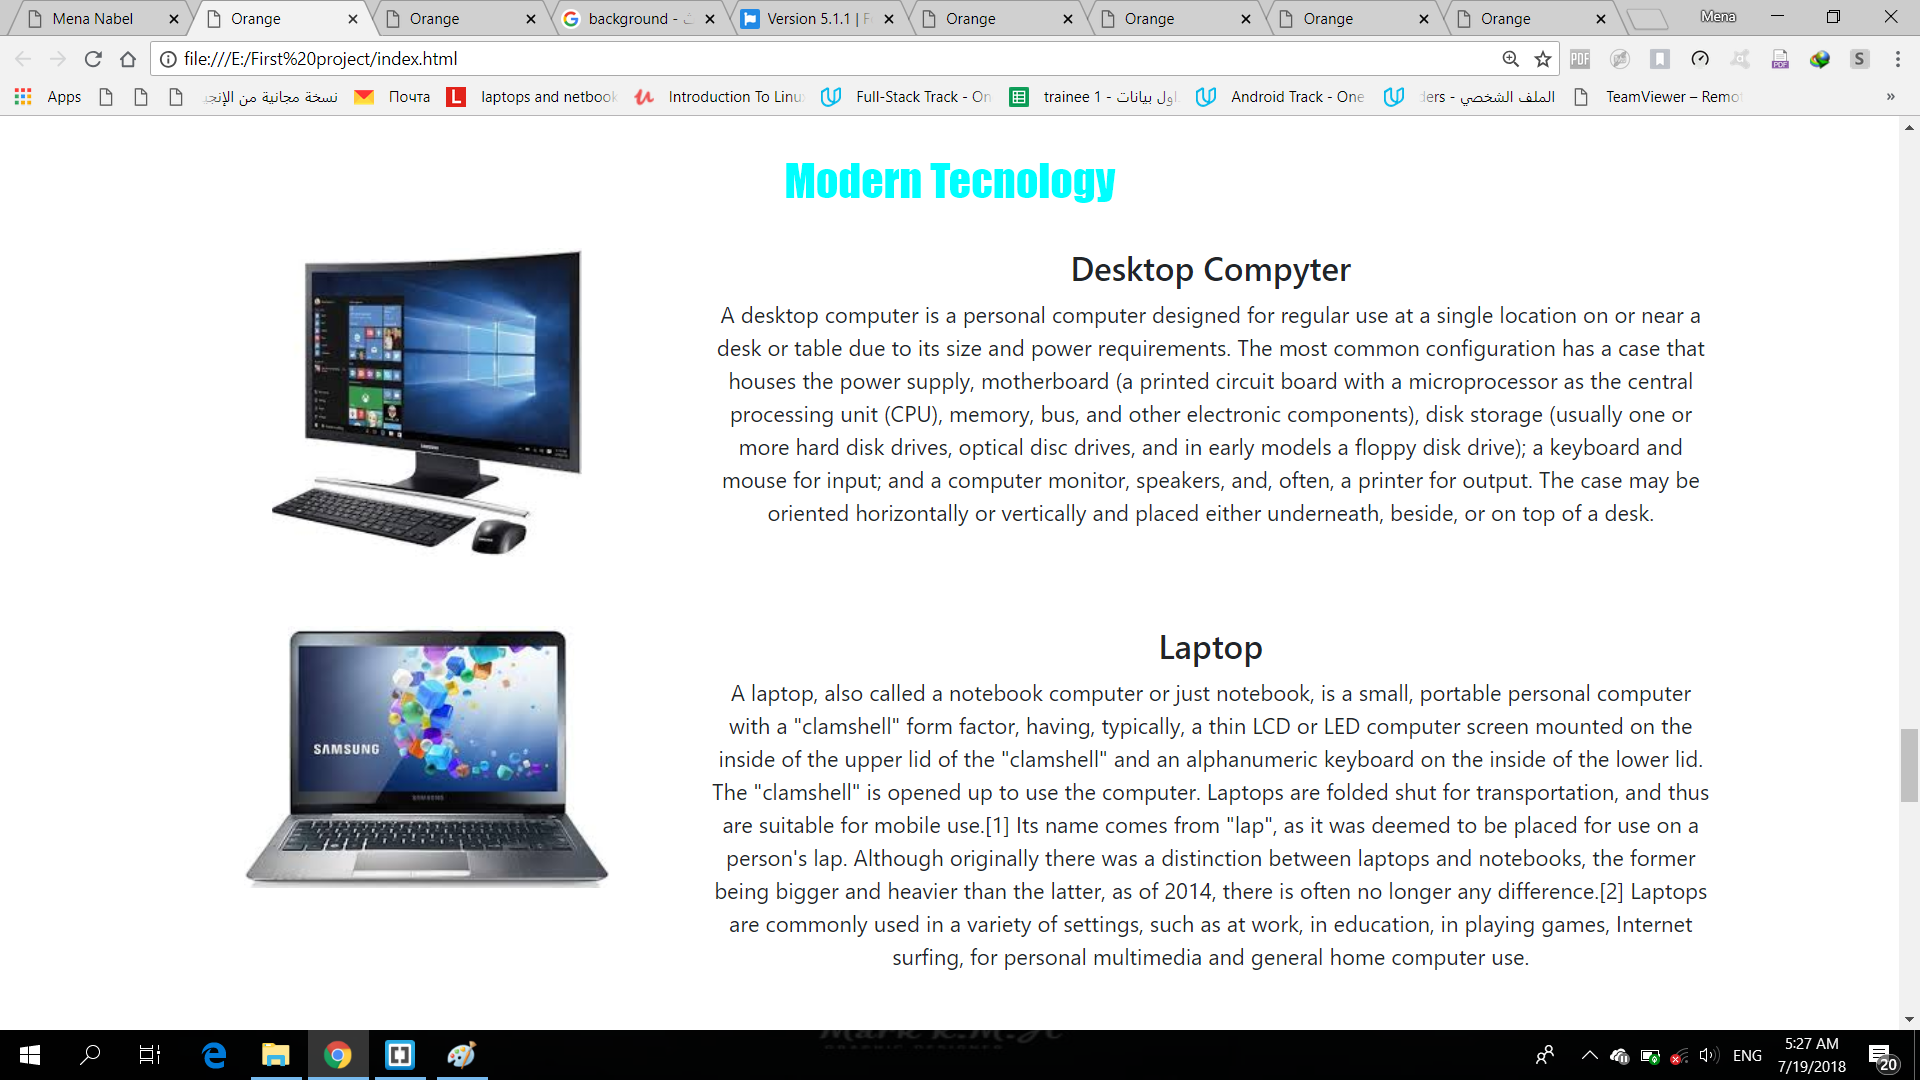 Mena Nabel
Orange
Orange
background -
Version 5.1.1 | F
Orange
Orange
Orange
Orange
Mena
file:///E:/First%20project/index.html
Apps
نسخة مجانية من الإنجي
Почта
laptops and netbook
Introduction To Linu
Full-Stack Track - On
trainee 1 - اول بيانات
Android Track - One
ders - الملف الشخصي
TeamViewer – Remo
»
Modern Tecnology
Desktop Compyter
A desktop computer is a personal computer designed for regular use at a single location on or near a
desk or table due to its size and power requirements. The most common configuration has a case that
houses the power supply, motherboard (a printed circuit board with a microprocessor as the central
processing unit (CPU), memory, bus, and other electronic components), disk storage (usually one or
more hard disk drives, optical disc drives, and in early models a floppy disk drive); a keyboard and
mouse for input; and a computer monitor, speakers, and, often, a printer for output. The case may be
oriented horizontally or vertically and placed either underneath, beside, or on top of a desk.
SAMSUNG
SAMSUNG
Laptop
A laptop, also called a notebook computer or just notebook, is a small, portable personal computer
with a "clamshell" form factor, having, typically, a thin LCD or LED computer screen mounted on the
inside of the upper lid of the "clamshell" and an alphanumeric keyboard on the inside of the lower lid.
The "clamshell" is opened up to use the computer. Laptops are folded shut for transportation, and thus
are suitable for mobile use.[1] Its name comes from "lap", as it was deemed to be placed for use on a
person's lap. Although originally there was a distinction between laptops and notebooks, the former
being bigger and heavier than the latter, as of 2014, there is often no longer any difference.[2] Laptops
are commonly used in a variety of settings, such as at work, in education, in playing games, Internet
surfing, for personal multimedia and general home computer use.
ENG
5:27 AM
7/19/2018
20